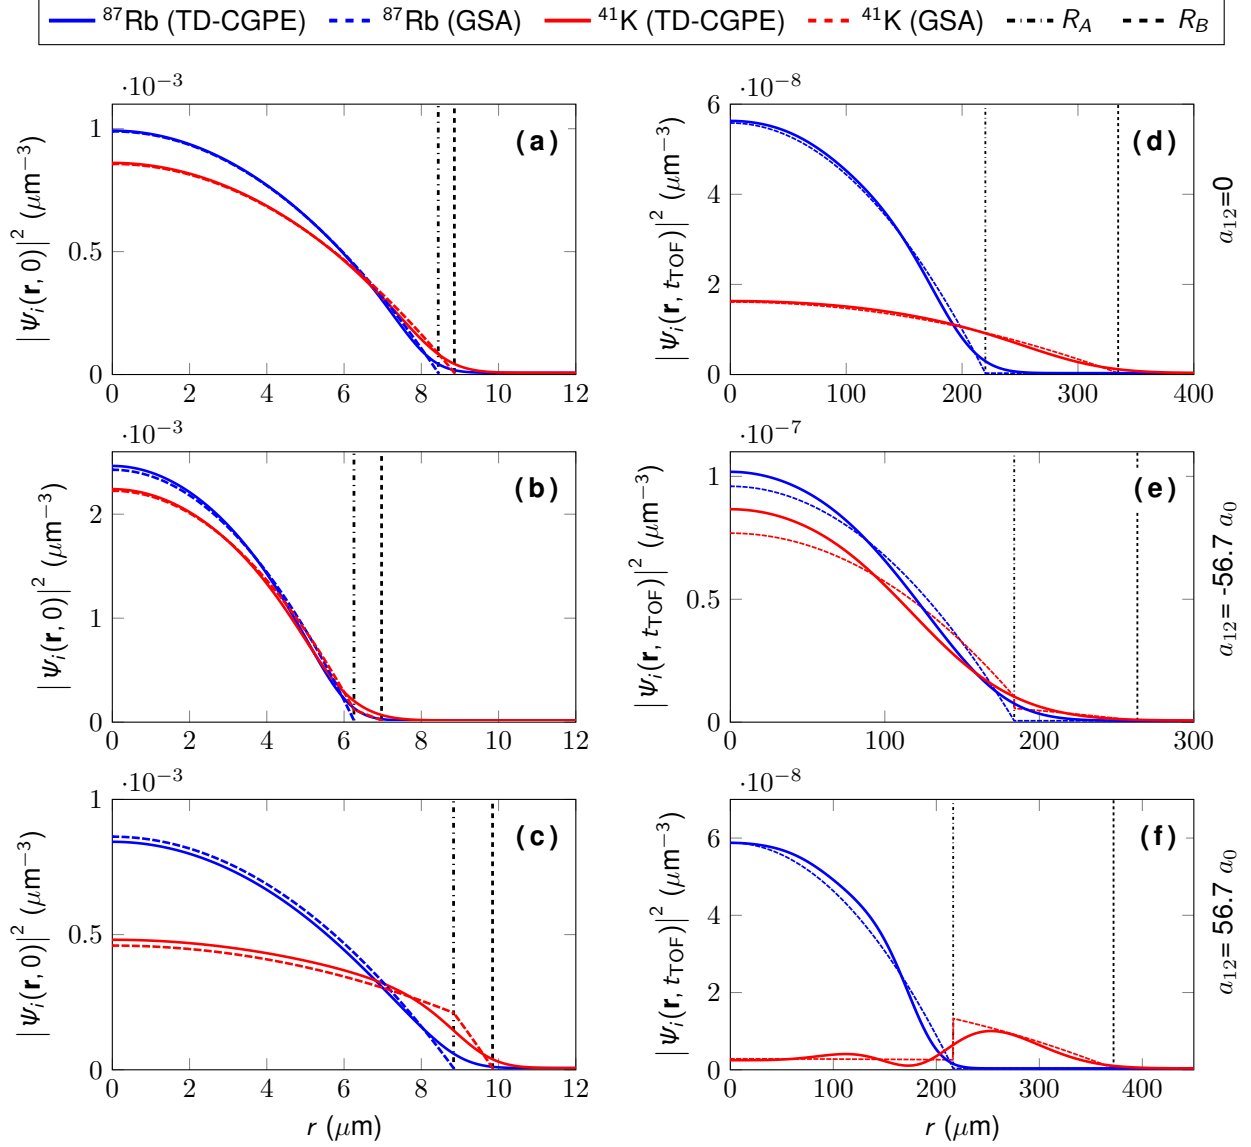 ⁸⁷Rb (TD-CGPE) ⁸⁷Rb (GSA) ⁴¹K (TD-CGPE) ⁴¹K (GSA) R_A R_B
·10⁻³
|Ψᵢ(r, 0)|² (μm⁻³)
1
0.5
0
0 2 4 6 8 10 12
(a)
·10⁻⁸
|Ψᵢ(r, t_TOF)|² (μm⁻³)
6
4
2
0
0 100 200 300 400
(d)
a₁₂=0
·10⁻³
|Ψᵢ(r, 0)|² (μm⁻³)
2
1
0
0 2 4 6 8 10 12
(b)
·10⁻⁷
|Ψᵢ(r, t_TOF)|² (μm⁻³)
1
0.5
0
0 100 200 300
(e)
a₁₂= -56.7 a₀
·10⁻³
|Ψᵢ(r, 0)|² (μm⁻³)
1
0.5
0
0 2 4 6 8 10 12
r (μm)
(c)
·10⁻⁸
|Ψᵢ(r, t_TOF)|² (μm⁻³)
6
4
2
0
0 100 200 300 400
r (μm)
(f)
a₁₂= 56.7 a₀